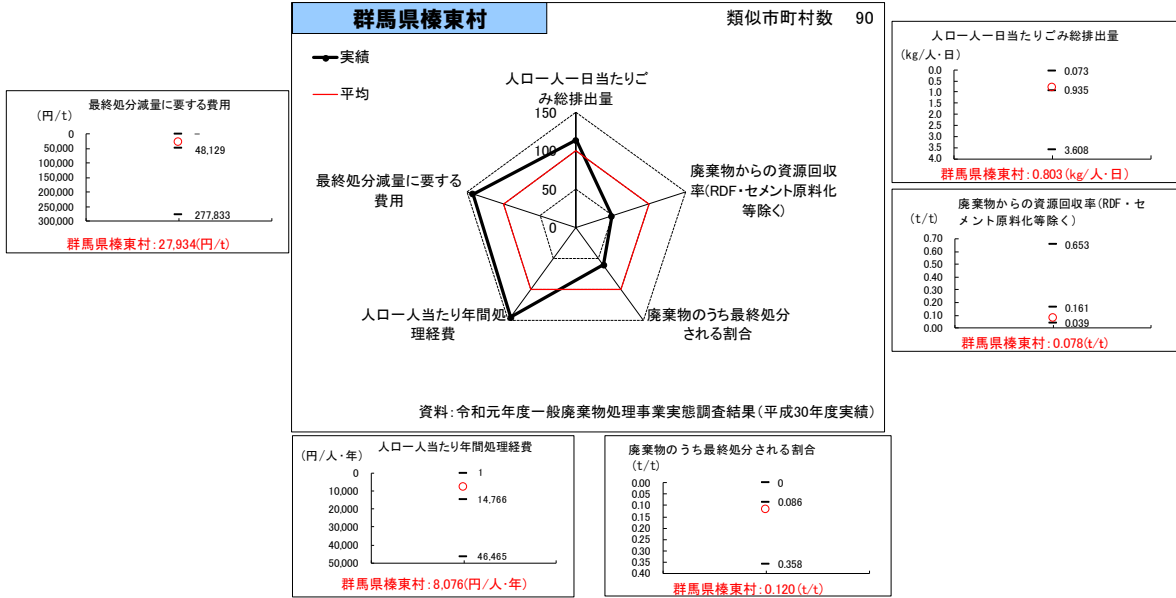 群馬県榛東村
類似市町村数 90
実績
平均
人口一人一日当たりご
み総排出量
150
100
50
0
廃棄物からの資源回収
率(RDF・セメント原料化
等除く)
廃棄物のうち最終処分
される割合
人口一人当たり年間処
理経費
最終処分減量に要する
費用
資料:令和元年度一般廃棄物処理事業実態調査結果(平成30年度実績)
最終処分減量に要する費用
(円/t)
0
50,000
100,000
150,000
200,000
250,000
300,000
–
48,129
277,833
群馬県榛東村:27,934(円/t)
人口一人一日当たりごみ総排出量
(kg/人・日)
0.0
0.5
1.0
1.5
2.0
2.5
3.0
3.5
4.0
0.073
0.935
3.608
群馬県榛東村:0.803(kg/人・日)
廃棄物からの資源回収率(RDF・セ
メント原料化等除く)
(t/t)
0.70
0.60
0.50
0.40
0.30
0.20
0.10
0.00
0.653
0.161
0.039
群馬県榛東村:0.078(t/t)
人口一人当たり年間処理経費
(円/人・年)
0
10,000
20,000
30,000
40,000
50,000
1
14,766
46,465
群馬県榛東村:8,076(円/人・年)
廃棄物のうち最終処分される割合
(t/t)
0.00
0.05
0.10
0.15
0.20
0.25
0.30
0.35
0.40
0
0.086
0.358
群馬県榛東村:0.120(t/t)